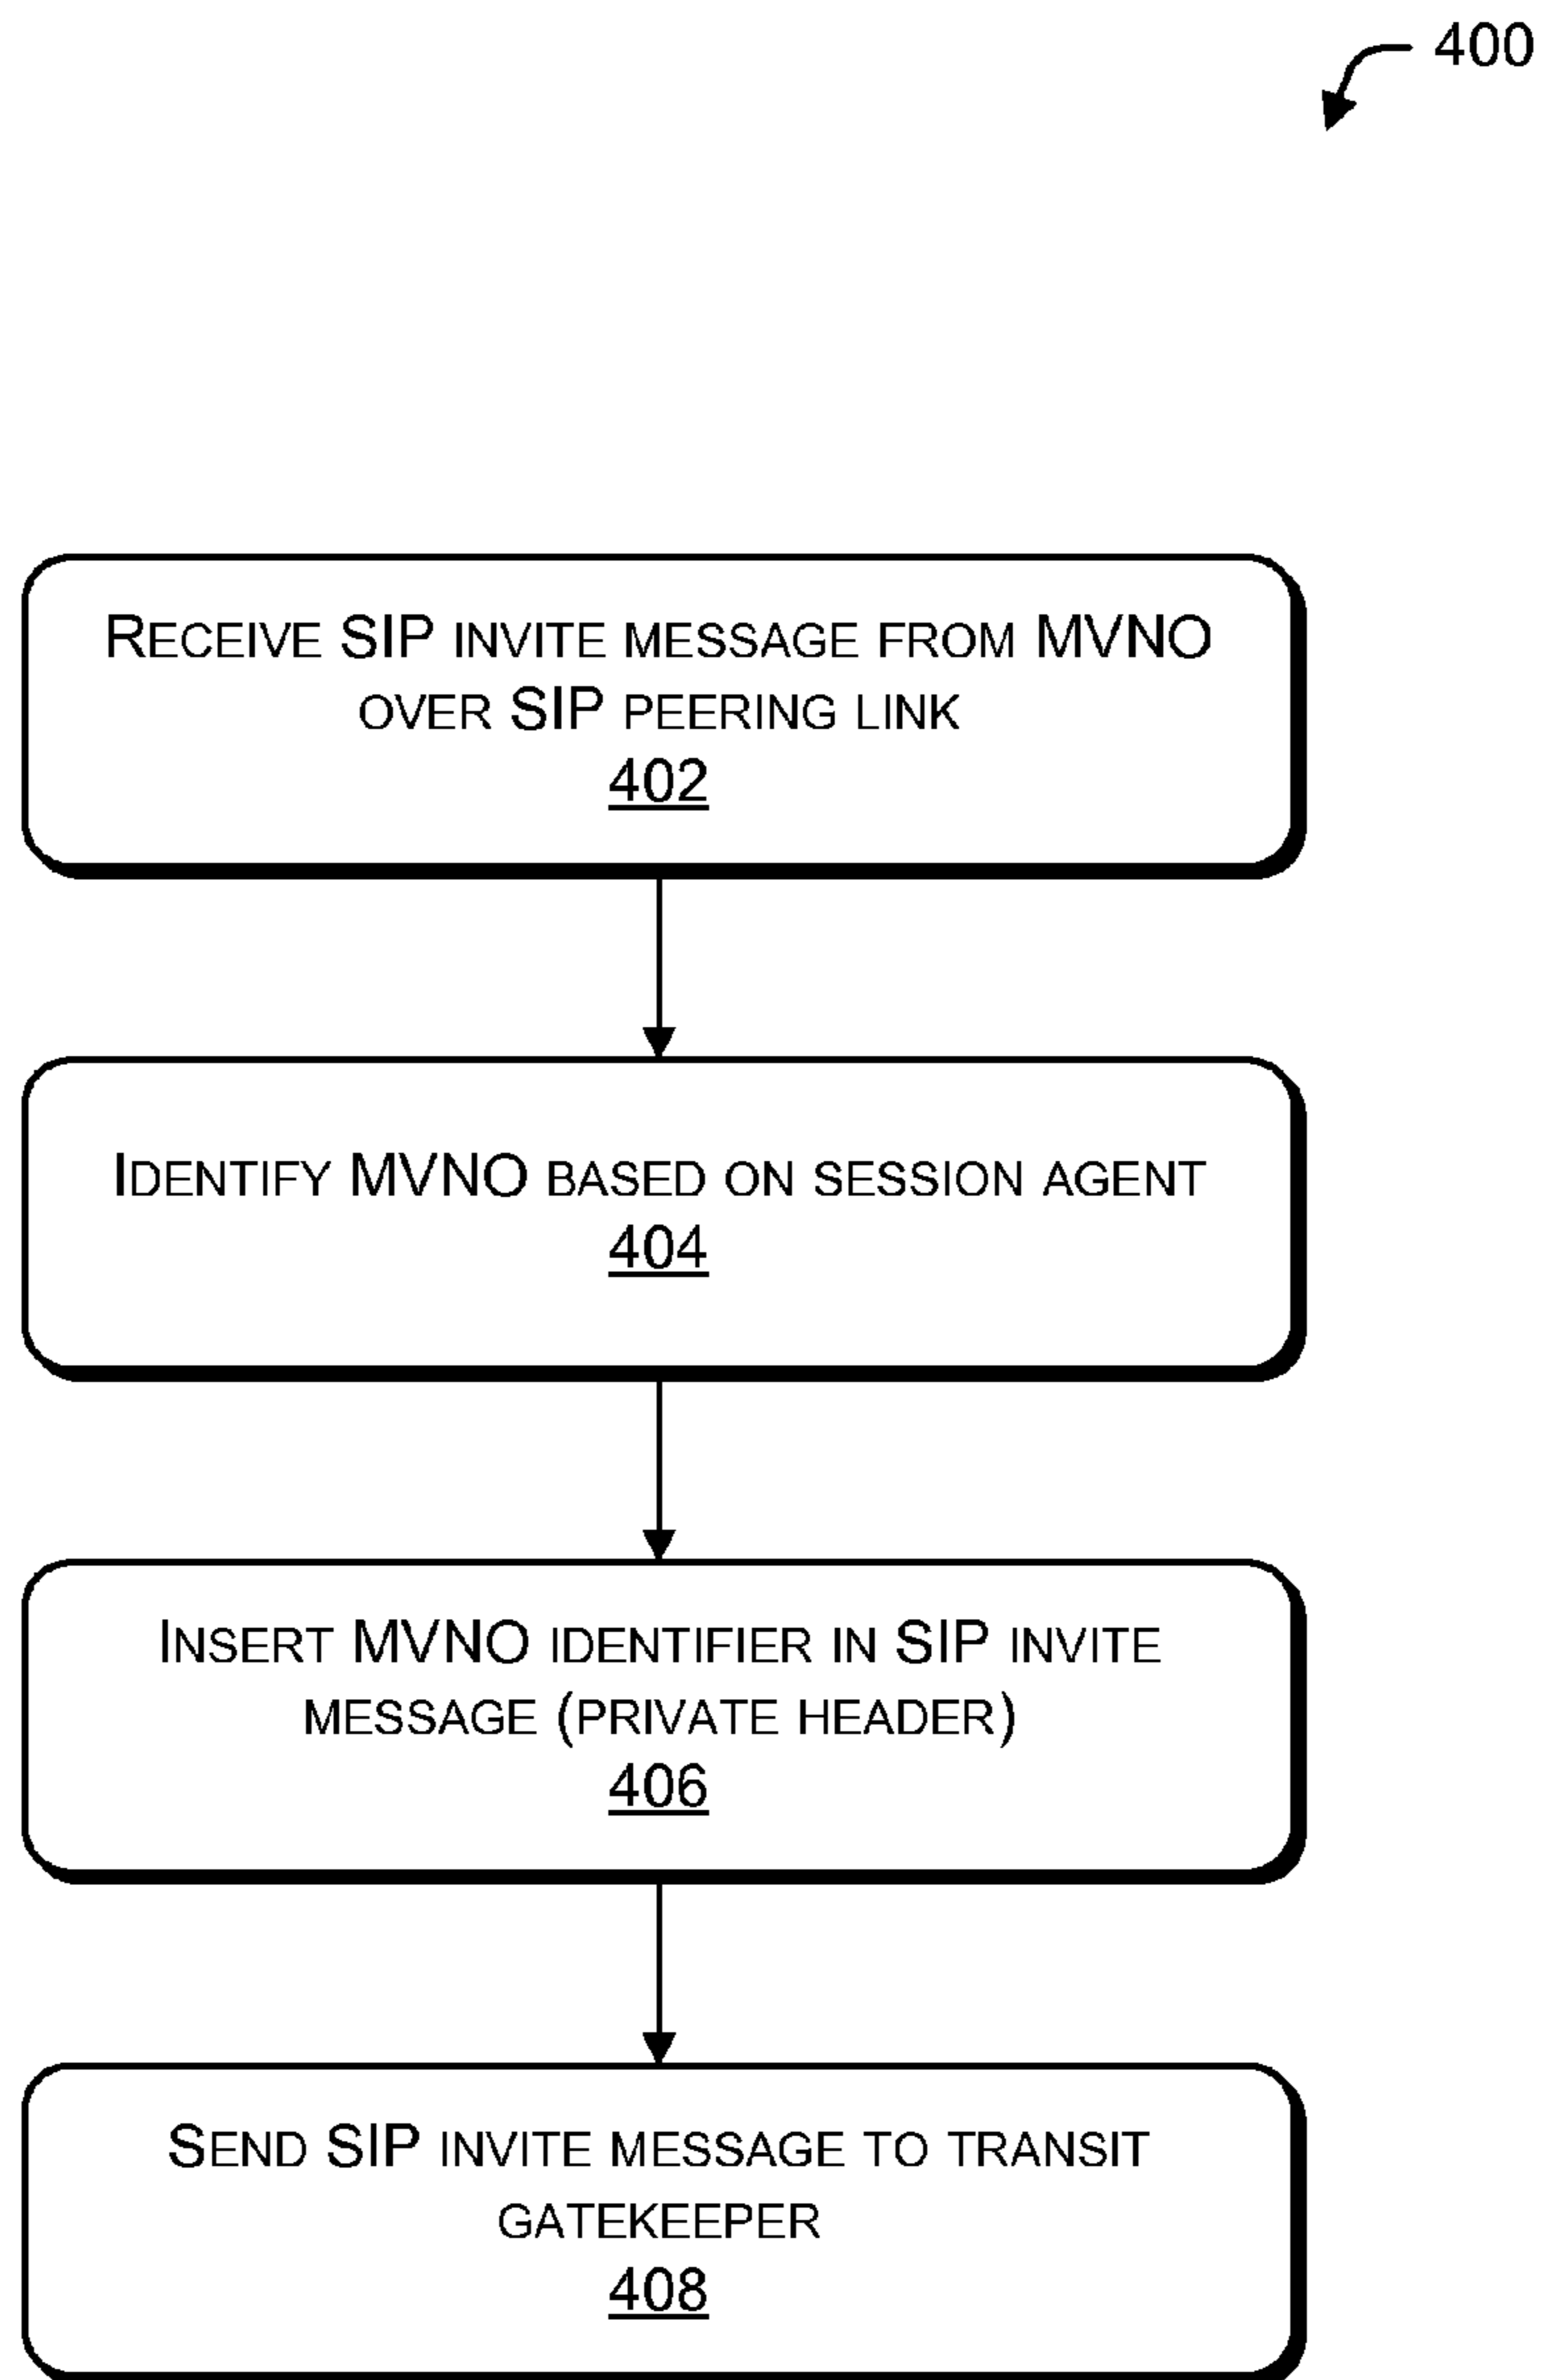 400
RECEIVE SIP INVITE MESSAGE FROM MVNO
OVER SIP PEERING LINK
402
IDENTIFY MVNO BASED ON SESSION AGENT
404
INSERT MVNO IDENTIFIER IN SIP INVITE
MESSAGE (PRIVATE HEADER)
406
SEND SIP INVITE MESSAGE TO TRANSIT
GATEKEEPER
408